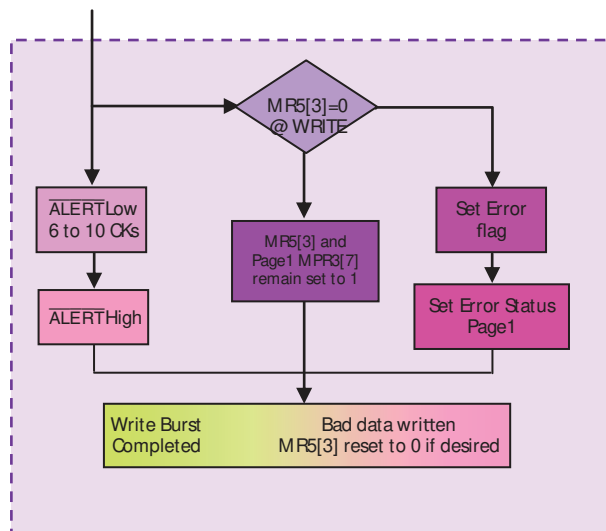 MR5[3]=0
@ WRITE
ALERT Low
6 to 10 CKs
MR5[3] and
Page1 MPR3[7]
remain set to 1
Set Error
flag
ALERT High
Set Error Status
Page1
Write Burst
Completed
Bad data written
MR5[3] reset to 0 if desired